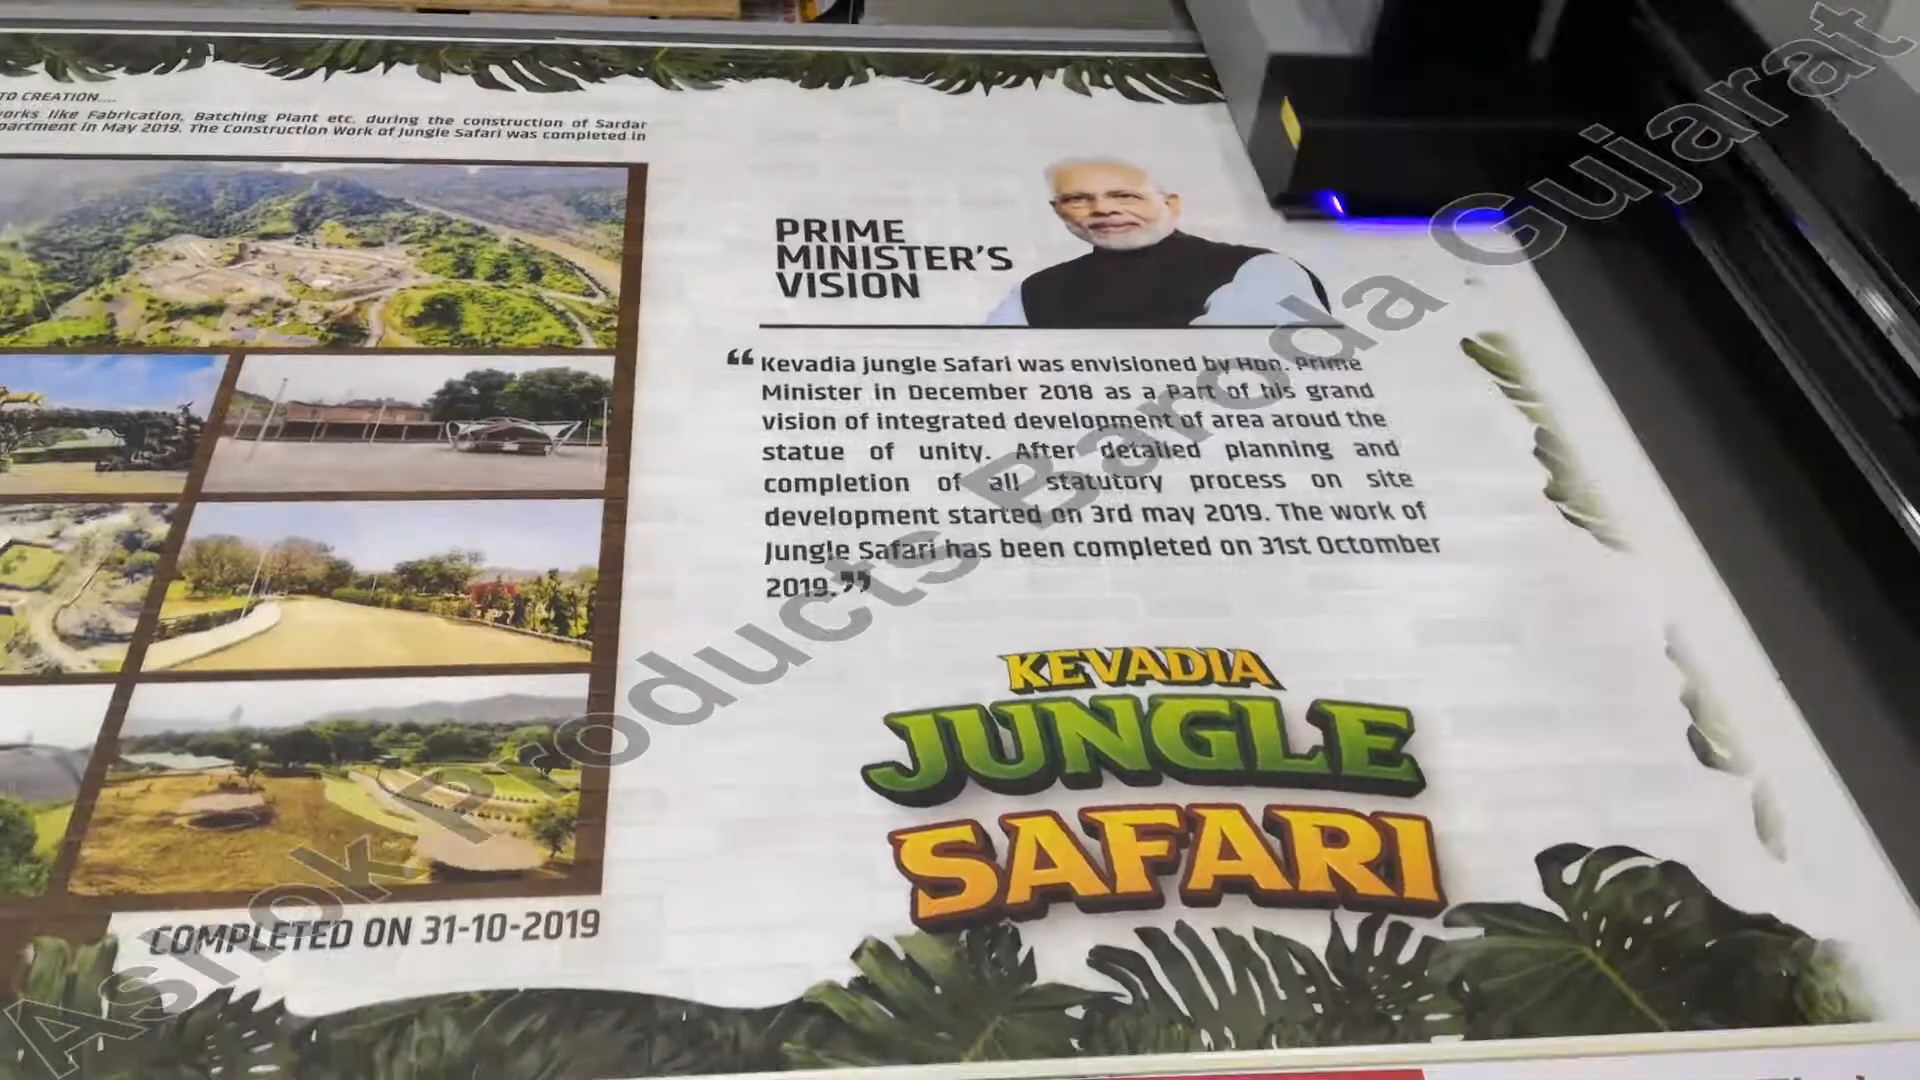 TO CREATION....
works like Fabrication, Batching Plant etc. during the construction of Sardar
partment in May 2019. The Construction Work of Jungle Safari was completed in
PRIME
MINISTER'S
VISION
“ Kevadia jungle Safari was envisioned by Hon. Prime
Minister in December 2018 as a Part of his grand
vision of integrated development of area aroud the
statue of unity. After detailed planning and
completion of all statutory process on site
development started on 3rd may 2019. The work of
Jungle Safari has been completed on 31st Octomber
2019.”
KEVADIA
JUNGLE
SAFARI
COMPLETED ON 31-10-2019
Ashok Products Baroda Gujarat